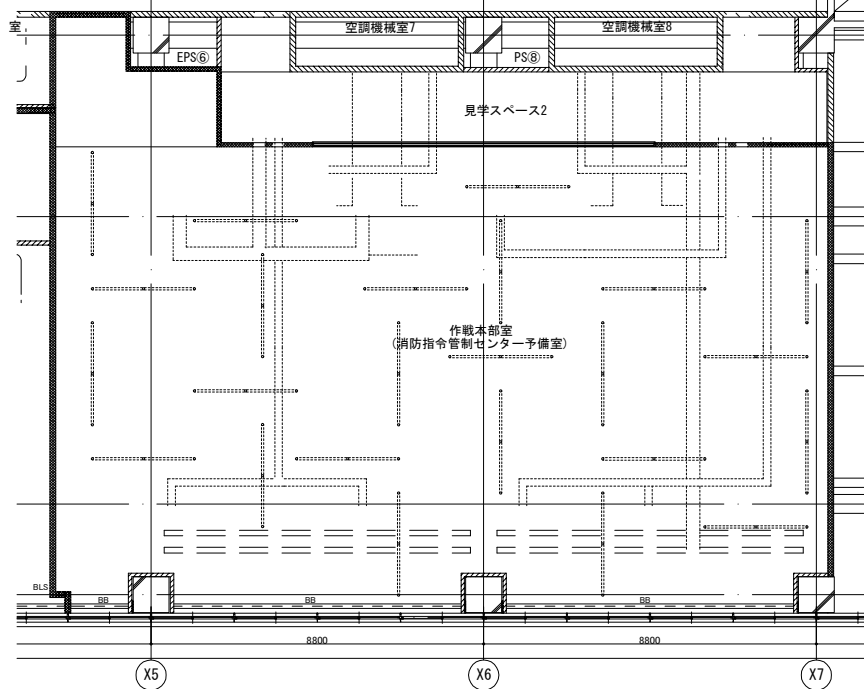 室
空調機械室7
空調機械室8
EPS⑥
PS⑧
見学スペース2
作戦本部室
(消防指令管制センター予備室)
BLS
BB
BB
BB
8800
8800
X5
X6
X7